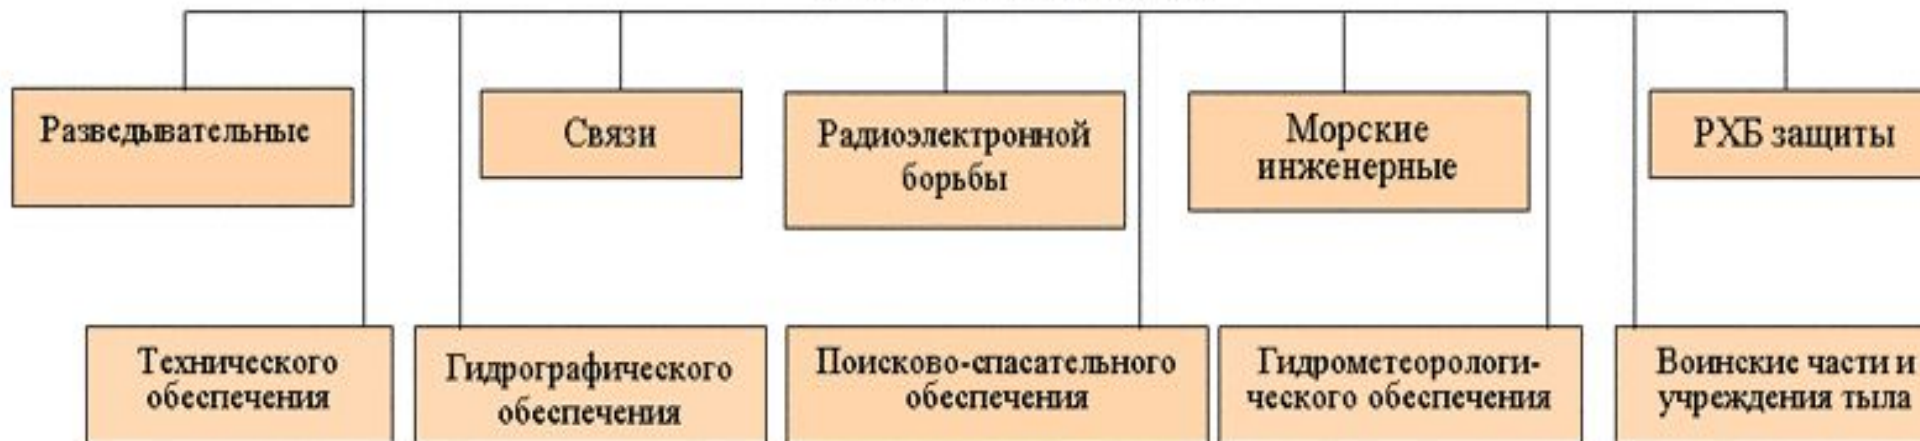 Разведывательные
Связи
Радиоэлектронной
борьбы
Морские
инженерные
РХБ защиты
Технического
обеспечения
Гидрографического
обеспечения
Поисково-спасательного
обеспечения
Гидрометеорологи-
ческого обеспечения
Воинские части и
учреждения тыла